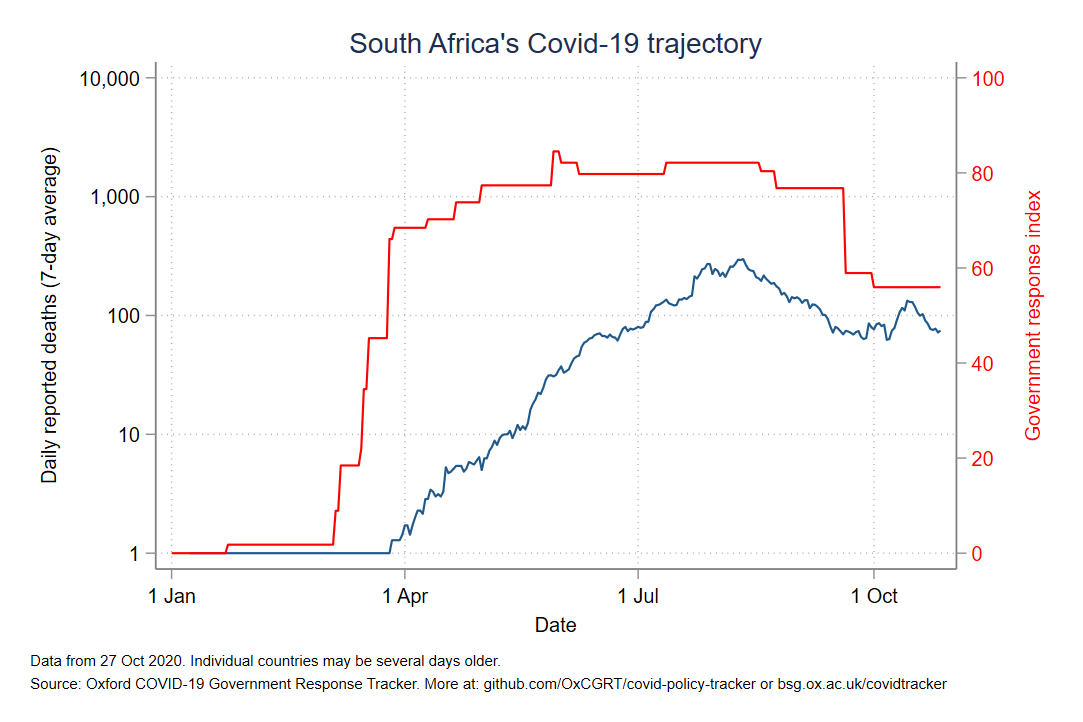 South Africa's Covid-19 trajectory
10,000
1,000
100
10
1
Daily reported deaths (7-day average)
100
80
60
40
20
0
Government response index
1 Jan
1 Apr
1 Jul
1 Oct
Date
Data from 27 Oct 2020. Individual countries may be several days older.
Source: Oxford COVID-19 Government Response Tracker. More at: github.com/OxCGRT/covid-policy-tracker or bsg.ox.ac.uk/covidtracker